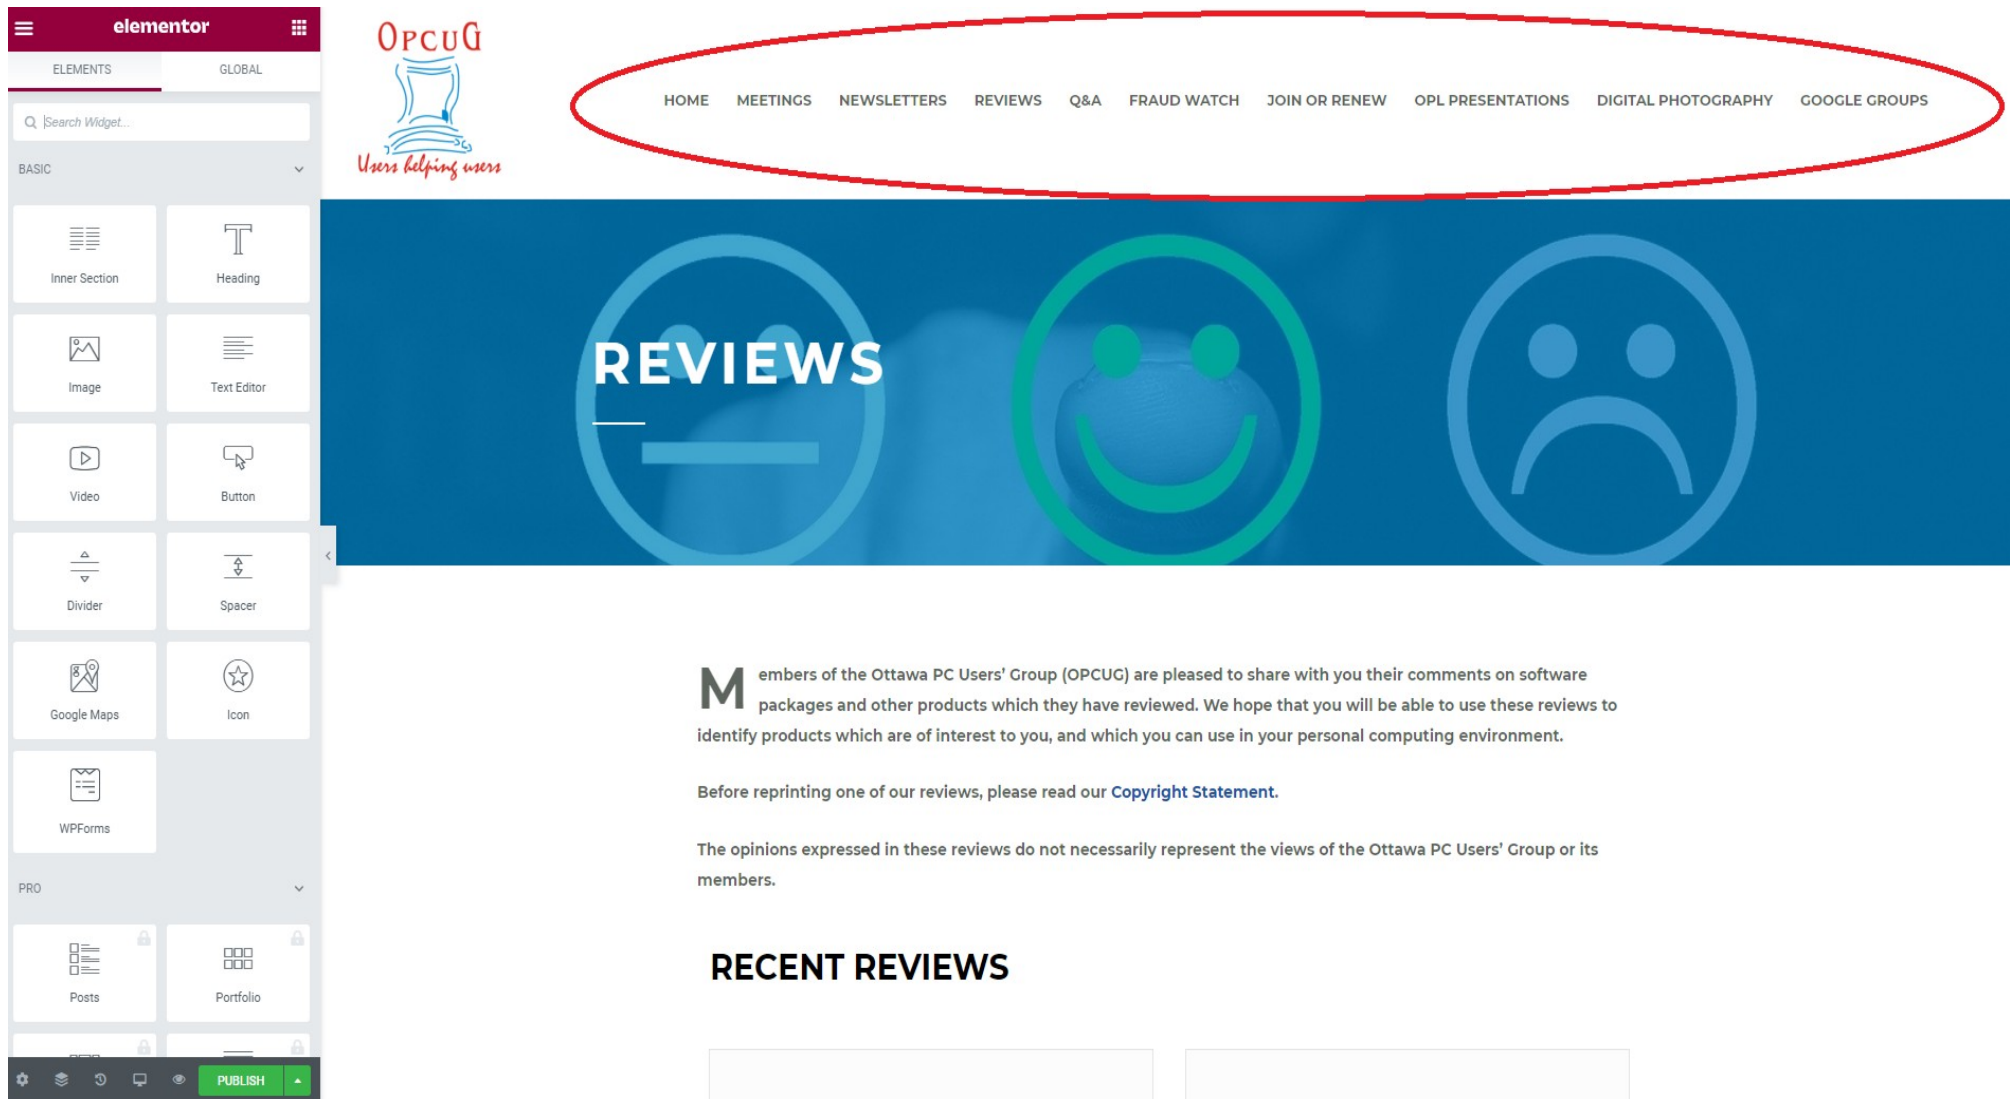 elementor
ELEMENTS
GLOBAL
Search Widget...
BASIC
Inner Section
Heading
Image
Text Editor
Video
Button
Divider
Spacer
Google Maps
Icon
WPForms
PRO
Posts
Portfolio
PUBLISH
OPCUG
Users helping users
HOME MEETINGS NEWSLETTERS REVIEWS Q&A FRAUD WATCH JOIN OR RENEW OPL PRESENTATIONS DIGITAL PHOTOGRAPHY GOOGLE GROUPS
REVIEWS
Members of the Ottawa PC Users’ Group (OPCUG) are pleased to share with you their comments on software
packages and other products which they have reviewed. We hope that you will be able to use these reviews to
identify products which are of interest to you, and which you can use in your personal computing environment.
Before reprinting one of our reviews, please read our Copyright Statement.
The opinions expressed in these reviews do not necessarily represent the views of the Ottawa PC Users’ Group or its
members.
RECENT REVIEWS